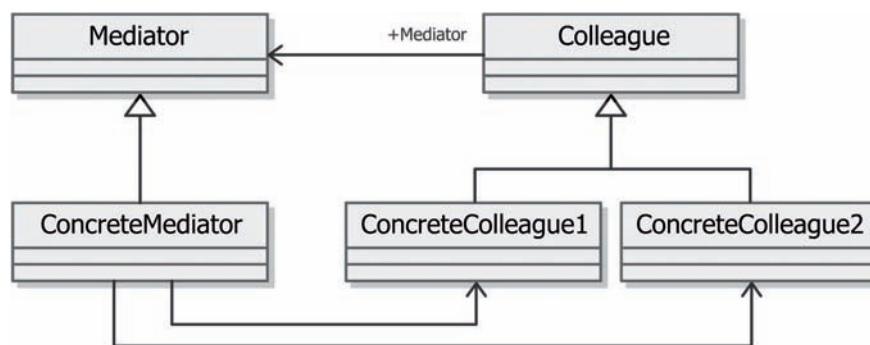 Mediator
+Mediator
Colleague
ConcreteMediator
ConcreteColleague1
ConcreteColleague2